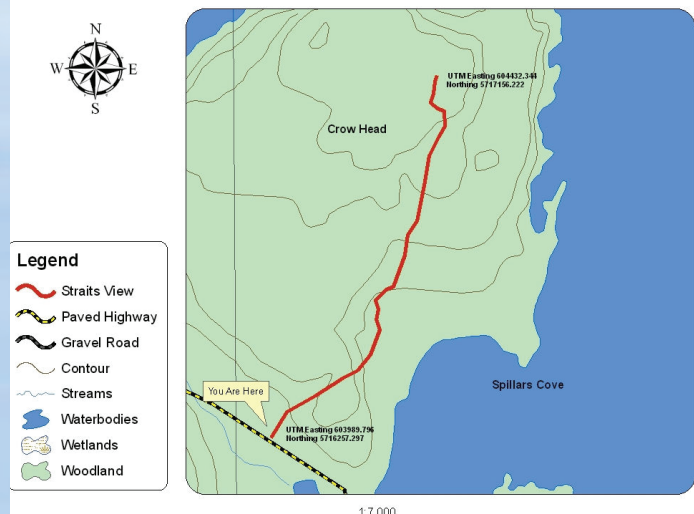 N
W E
S
UTM Easting 604432.344
Northing 5717156.222
Crow Head
Legend
Straits View
Paved Highway
Gravel Road
Contour
Streams
Waterbodies
Wetlands
Woodland
You Are Here
Spillars Cove
UTM Easting 603989.796
Northing 5716257.297
1:7,000